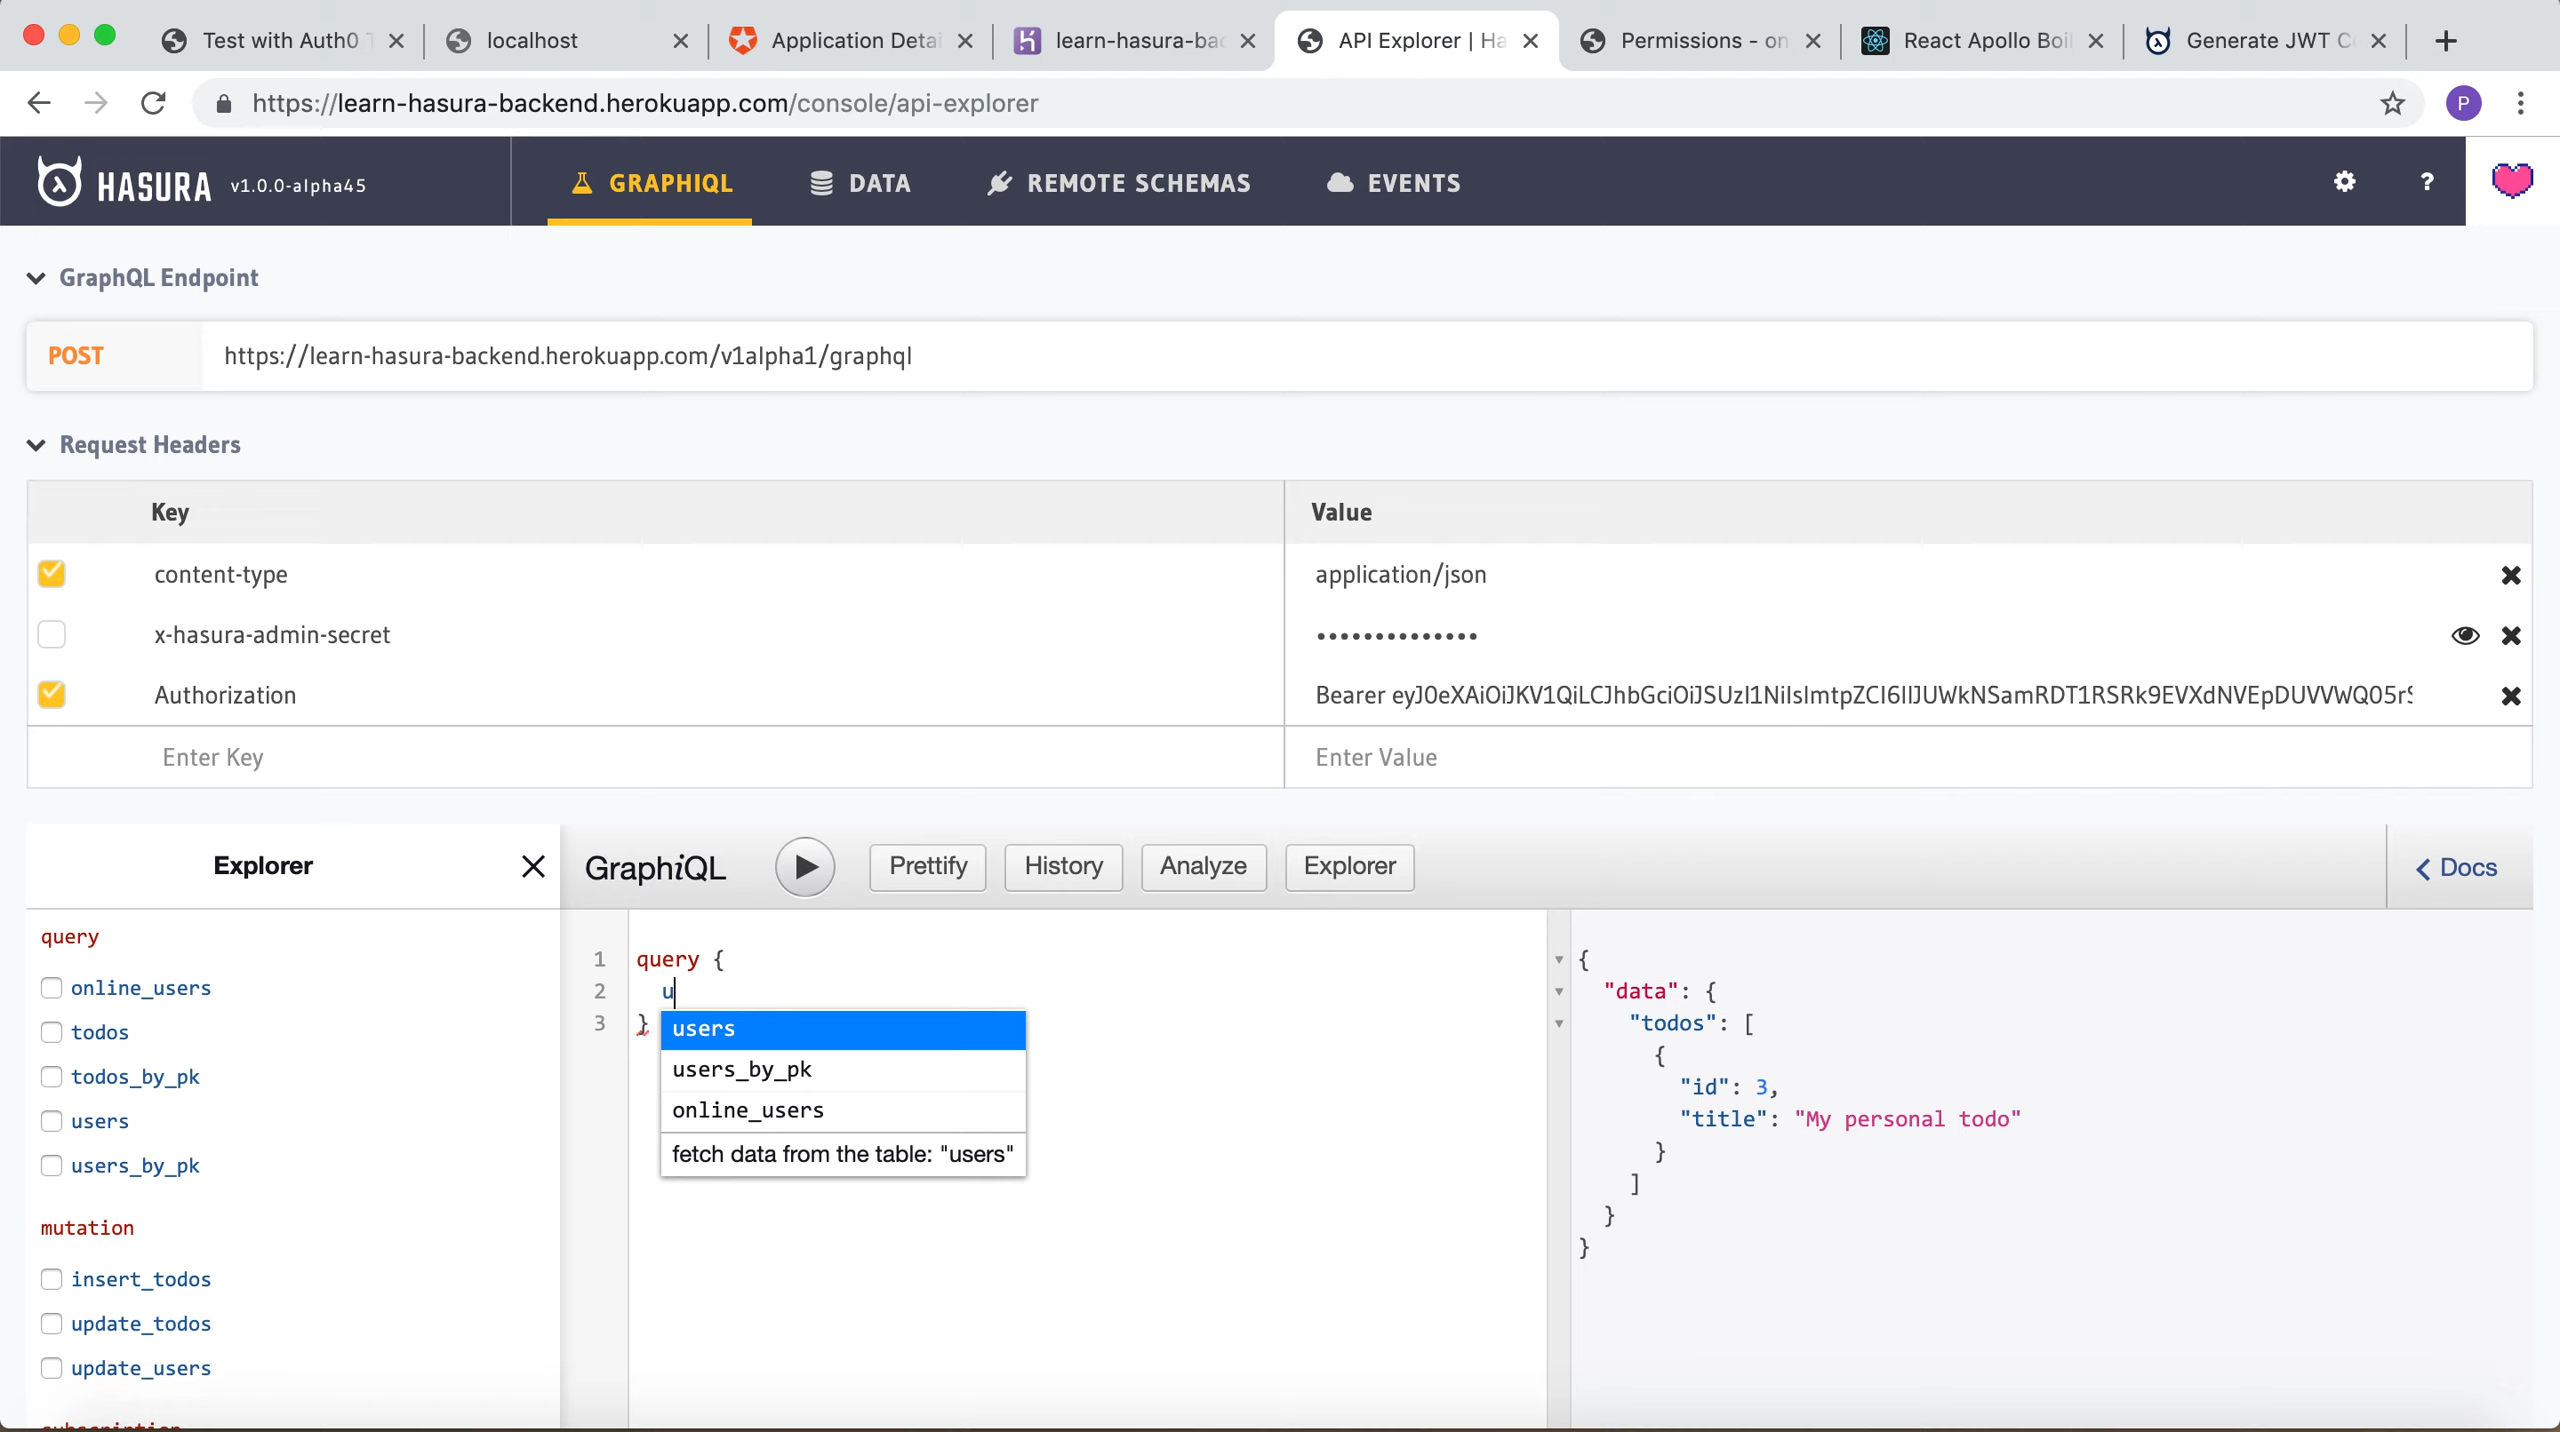 Test with Auth0 T
localhost
Application Detai
learn-hasura-bac
API Explorer | Ha
Permissions - on
React Apollo Boil
Generate JWT C
https://learn-hasura-backend.herokuapp.com/console/api-explorer
P
HASURA v1.0.0-alpha45
GRAPHIQL
DATA
REMOTE SCHEMAS
EVENTS
?
GraphQL Endpoint
POST https://learn-hasura-backend.herokuapp.com/v1alpha1/graphql
Request Headers
Key Value
content-type application/json
x-hasura-admin-secret ••••••••••••••
Authorization
Enter Key Enter Value
Explorer
GraphiQL
Prettify
History
Analyze
Explorer
Docs
query
online_users
todos
todos_by_pk
users
users_by_pk
mutation
insert_todos
update_todos
update_users
1 query {
2 u
3 }
users
users_by_pk
online_users
fetch data from the table: "users"
{
"data": {
"todos": [
{
"id": 3,
"title": "My personal todo"
}
]
}
}